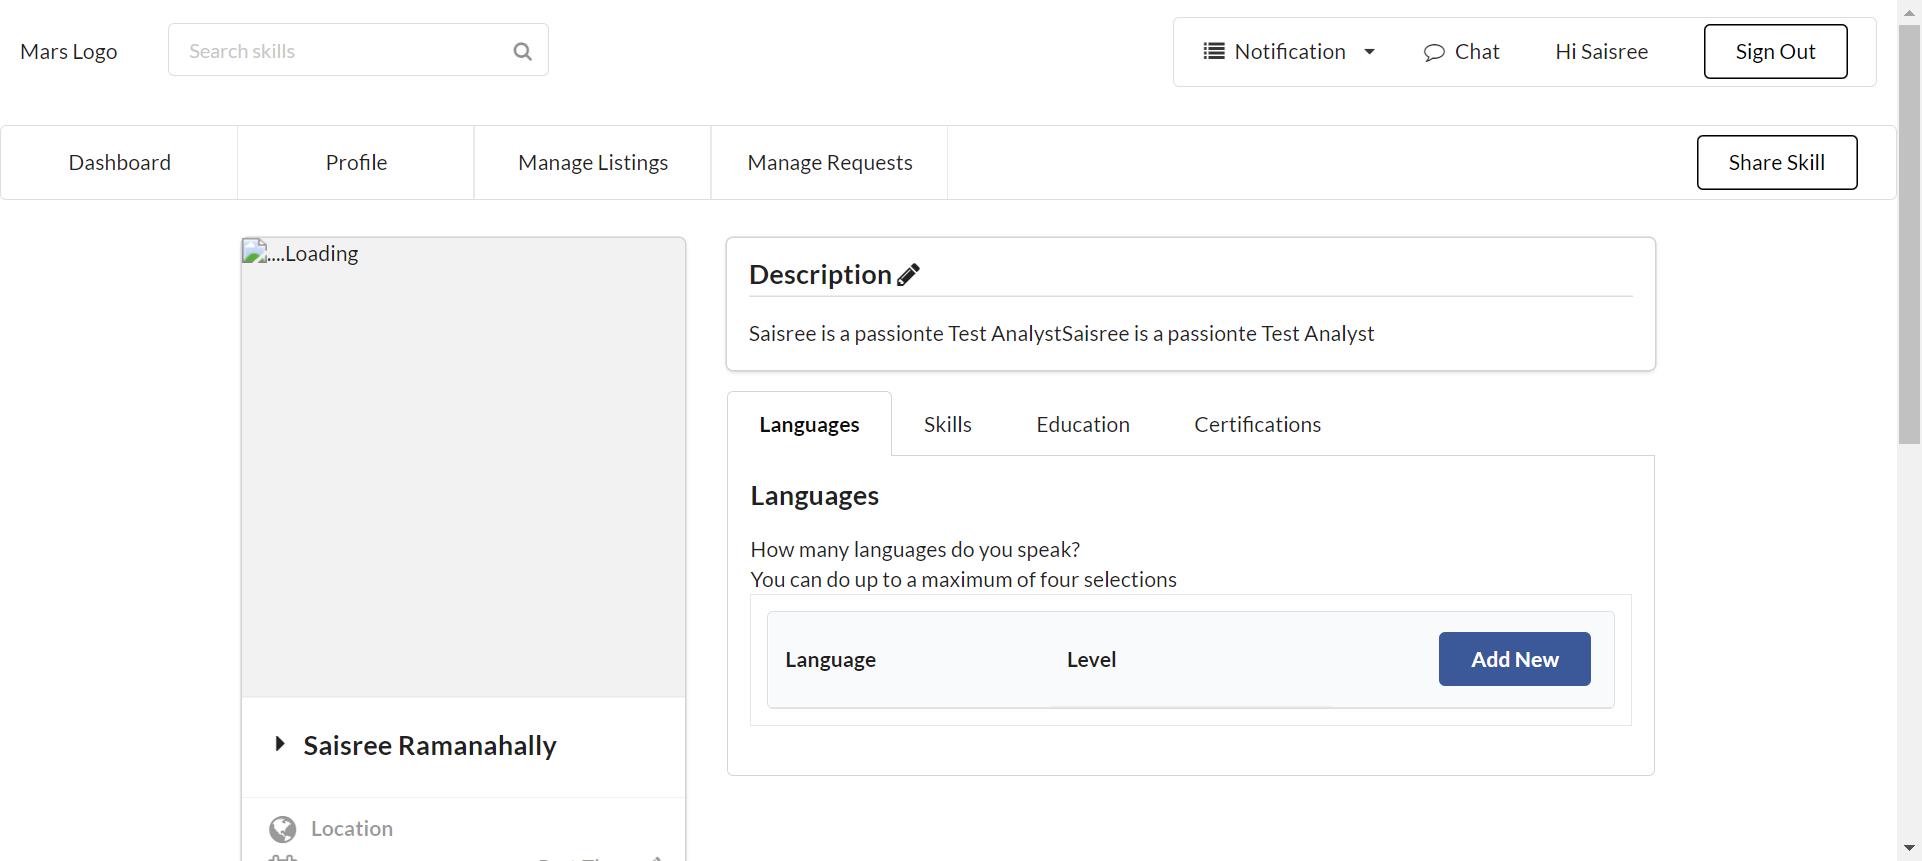 Mars Logo
Search skills
Notification
Chat
Hi Saisree
Sign Out
Dashboard
Profile
Manage Listings
Manage Requests
Share Skill
....Loading
Description
Saisree is a passionte Test AnalystSaisree is a passionte Test Analyst
Languages
Skills
Education
Certifications
Languages
How many languages do you speak?
You can do up to a maximum of four selections
Language
Level
Add New
Saisree Ramanahally
Location